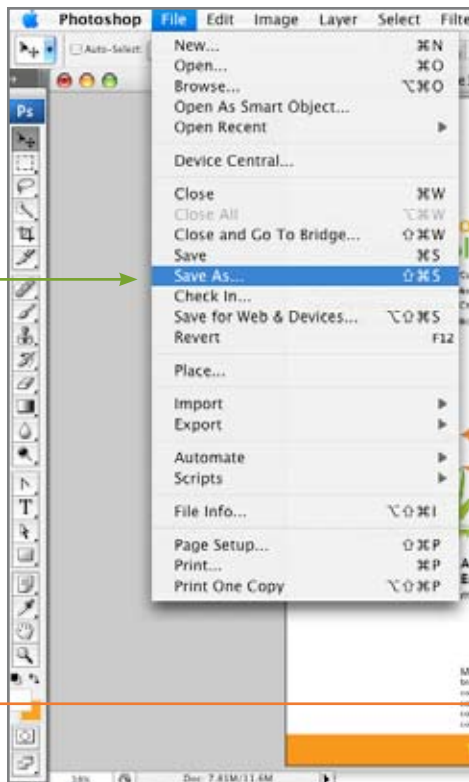 Photoshop File Edit Image Layer Select Filte
Auto-Select:
Ps
New... ⌘N
Open... ⌘O
Browse... ⌥⌘O
Open As Smart Object...
Open Recent
Device Central...
Close ⌘W
Close All ⌥⌘W
Close and Go To Bridge... ⇧⌘W
Save ⌘S
Save As... ⇧⌘S
Check In...
Save for Web & Devices... ⌥⇧⌘S
Revert F12
Place...
Import
Export
Automate
Scripts
File Info... ⌥⇧⌘I
Page Setup... ⇧⌘P
Print... ⌘P
Print One Copy ⌥⇧⌘P
Doc: 7.81M/11.6M